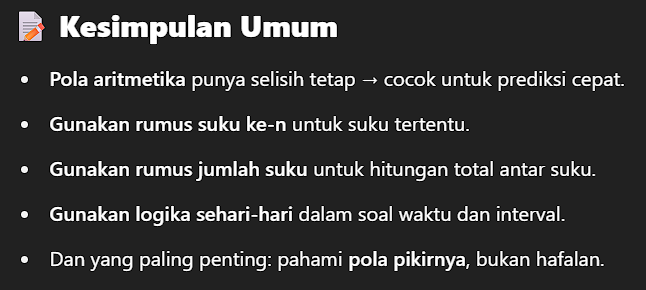 📝 Kesimpulan Umum
• Pola aritmetika punya selisih tetap → cocok untuk prediksi cepat.
• Gunakan rumus suku ke-n untuk suku tertentu.
• Gunakan rumus jumlah suku untuk hitungan total antar suku.
• Gunakan logika sehari-hari dalam soal waktu dan interval.
• Dan yang paling penting: pahami pola pikirnya, bukan hafalan.